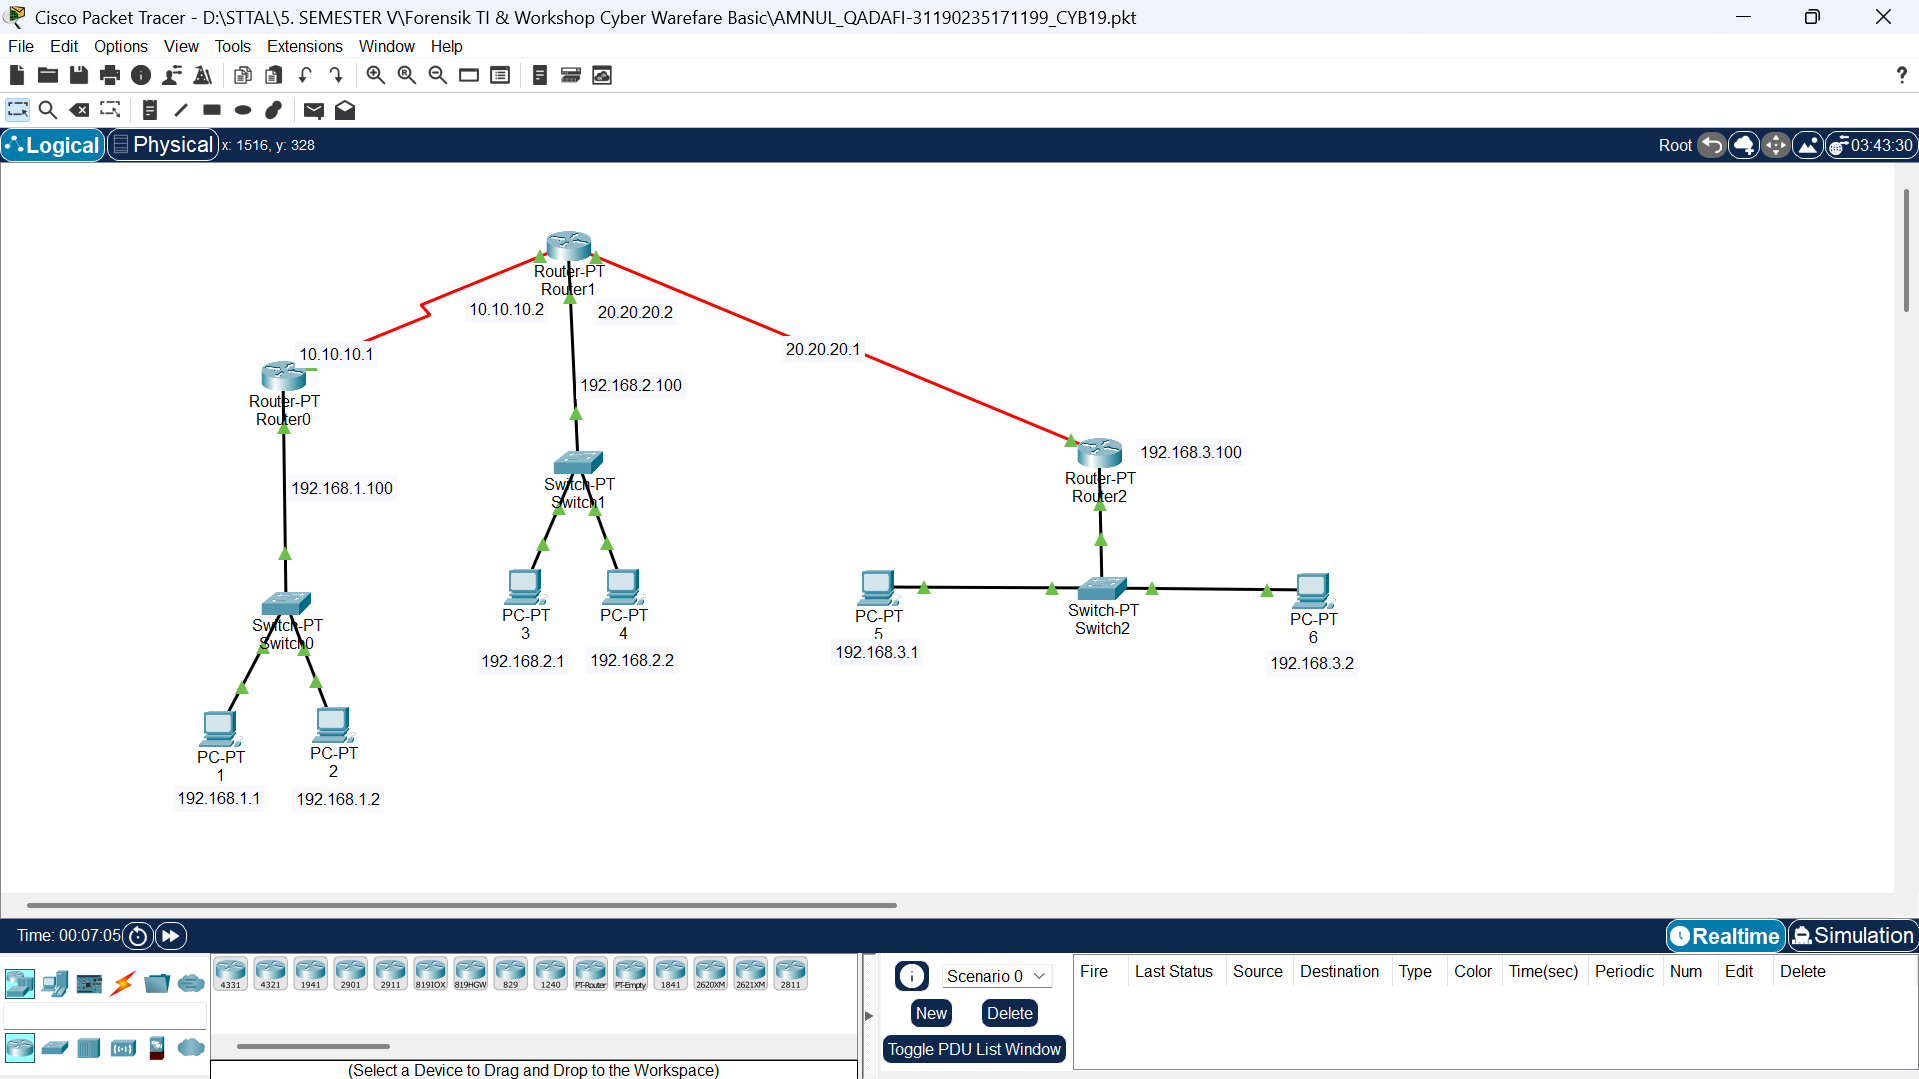 Cisco Packet Tracer - D:\STTAL\5. SEMESTER V\Forensik TI & Workshop Cyber Warefare Basic\AMNUL_QADAFI-31190235171199_CYB19.pkt
File Edit Options View Tools Extensions Window Help
?
Logical Physical x: 1516, y: 328 Root 03:43:30
Router-PT
Router1
10.10.10.2
20.20.20.2
10.10.10.1
20.20.20.1
Router-PT
Router0
192.168.2.100
192.168.3.100
Router-PT
Router2
192.168.1.100
Switch-PT
Switch1
PC-PT
3
PC-PT
4
PC-PT
5
Switch-PT
Switch2
PC-PT
6
Switch-PT
Switch0
192.168.2.1
192.168.2.2
192.168.3.1
192.168.3.2
PC-PT
1
PC-PT
2
192.168.1.1
192.168.1.2
Time: 00:07:05
Realtime Simulation
4331 4321 1941 2901 2911 819IOX 819HGW 829 1240 PT-Router PT-Empty 1841 2620XM 2621XM 2811
Scenario 0
New Delete
Toggle PDU List Window
Fire Last Status Source Destination Type Color Time(sec) Periodic Num Edit Delete
(Select a Device to Drag and Drop to the Workspace)